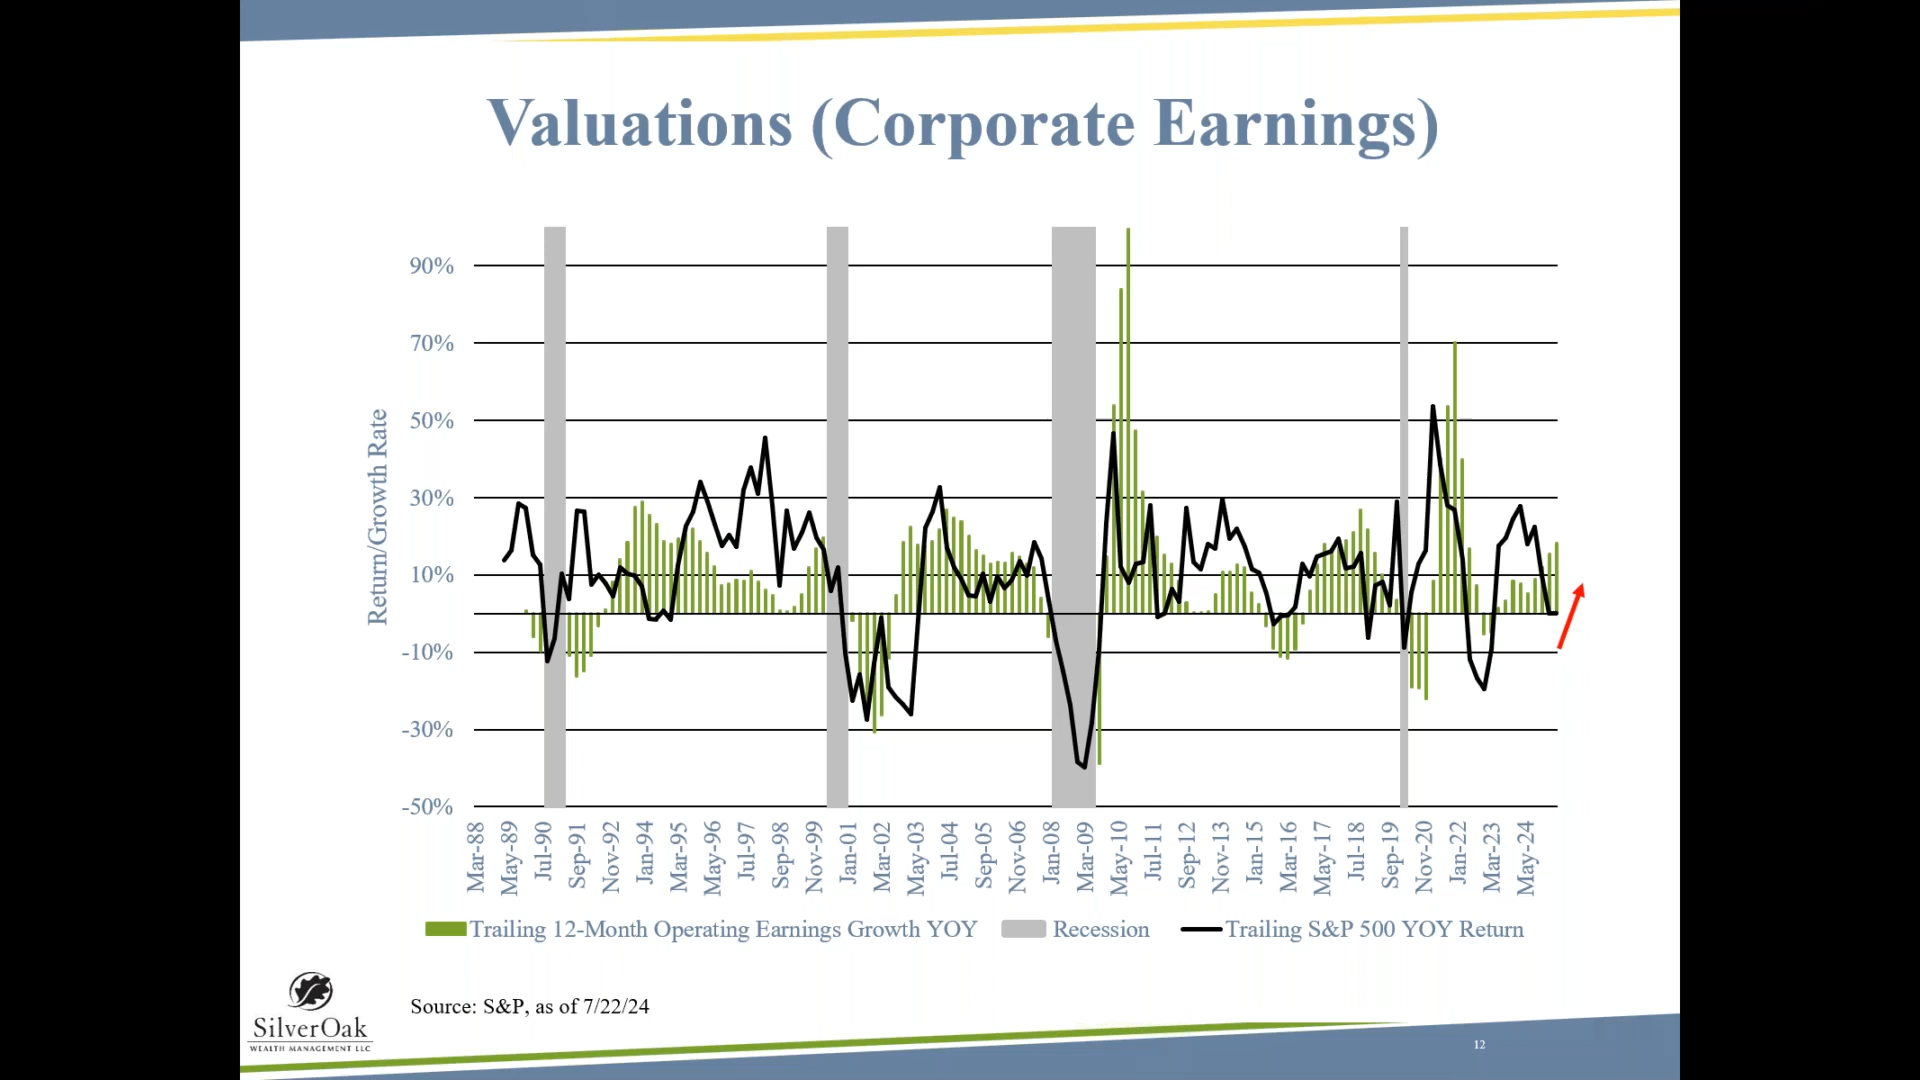 Valuations (Corporate Earnings)
Return/Growth Rate
90%
70%
50%
30%
10%
-10%
-30%
-50%
Mar-88
May-89
Jul-90
Sep-91
Nov-92
Jan-94
Mar-95
May-96
Jul-97
Sep-98
Nov-99
Jan-01
Mar-02
May-03
Jul-04
Sep-05
Nov-06
Jan-08
Mar-09
May-10
Jul-11
Sep-12
Nov-13
Jan-15
Mar-16
May-17
Jul-18
Sep-19
Nov-20
Jan-22
Mar-23
May-24
Trailing 12-Month Operating Earnings Growth YOY
Recession
Trailing S&P 500 YOY Return
Source: S&P, as of 7/22/24
SilverOak
WEALTH MANAGEMENT LLC
12